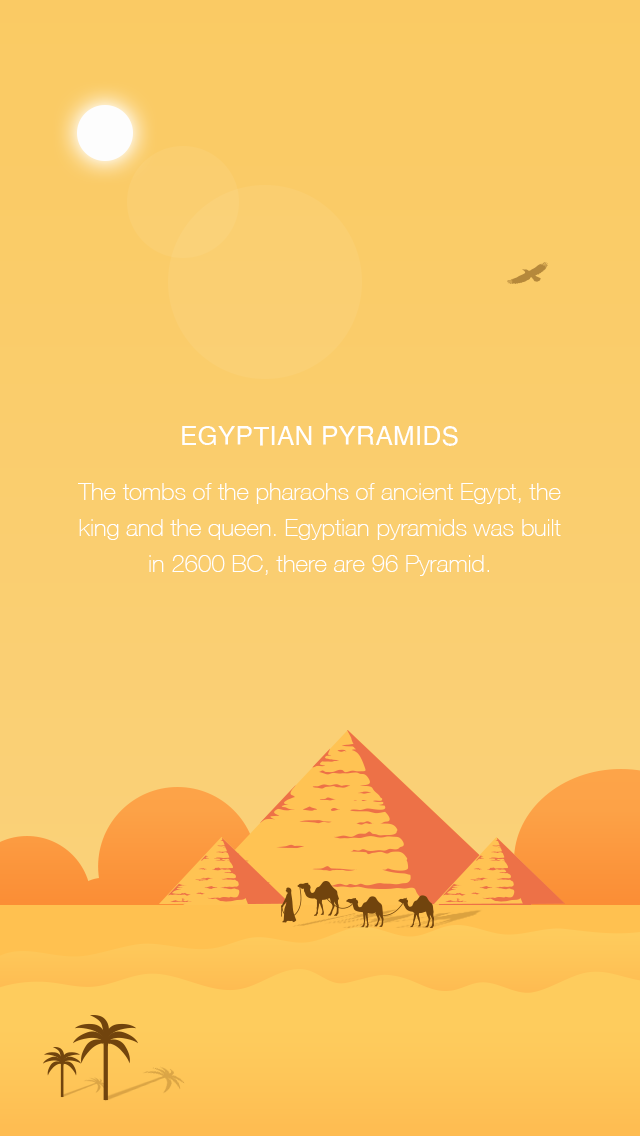 EGYPTIAN PYRAMIDS
The tombs of the pharaohs of ancient Egypt, the
king and the queen. Egyptian pyramids was built
in 2600 BC, there are 96 Pyramid.